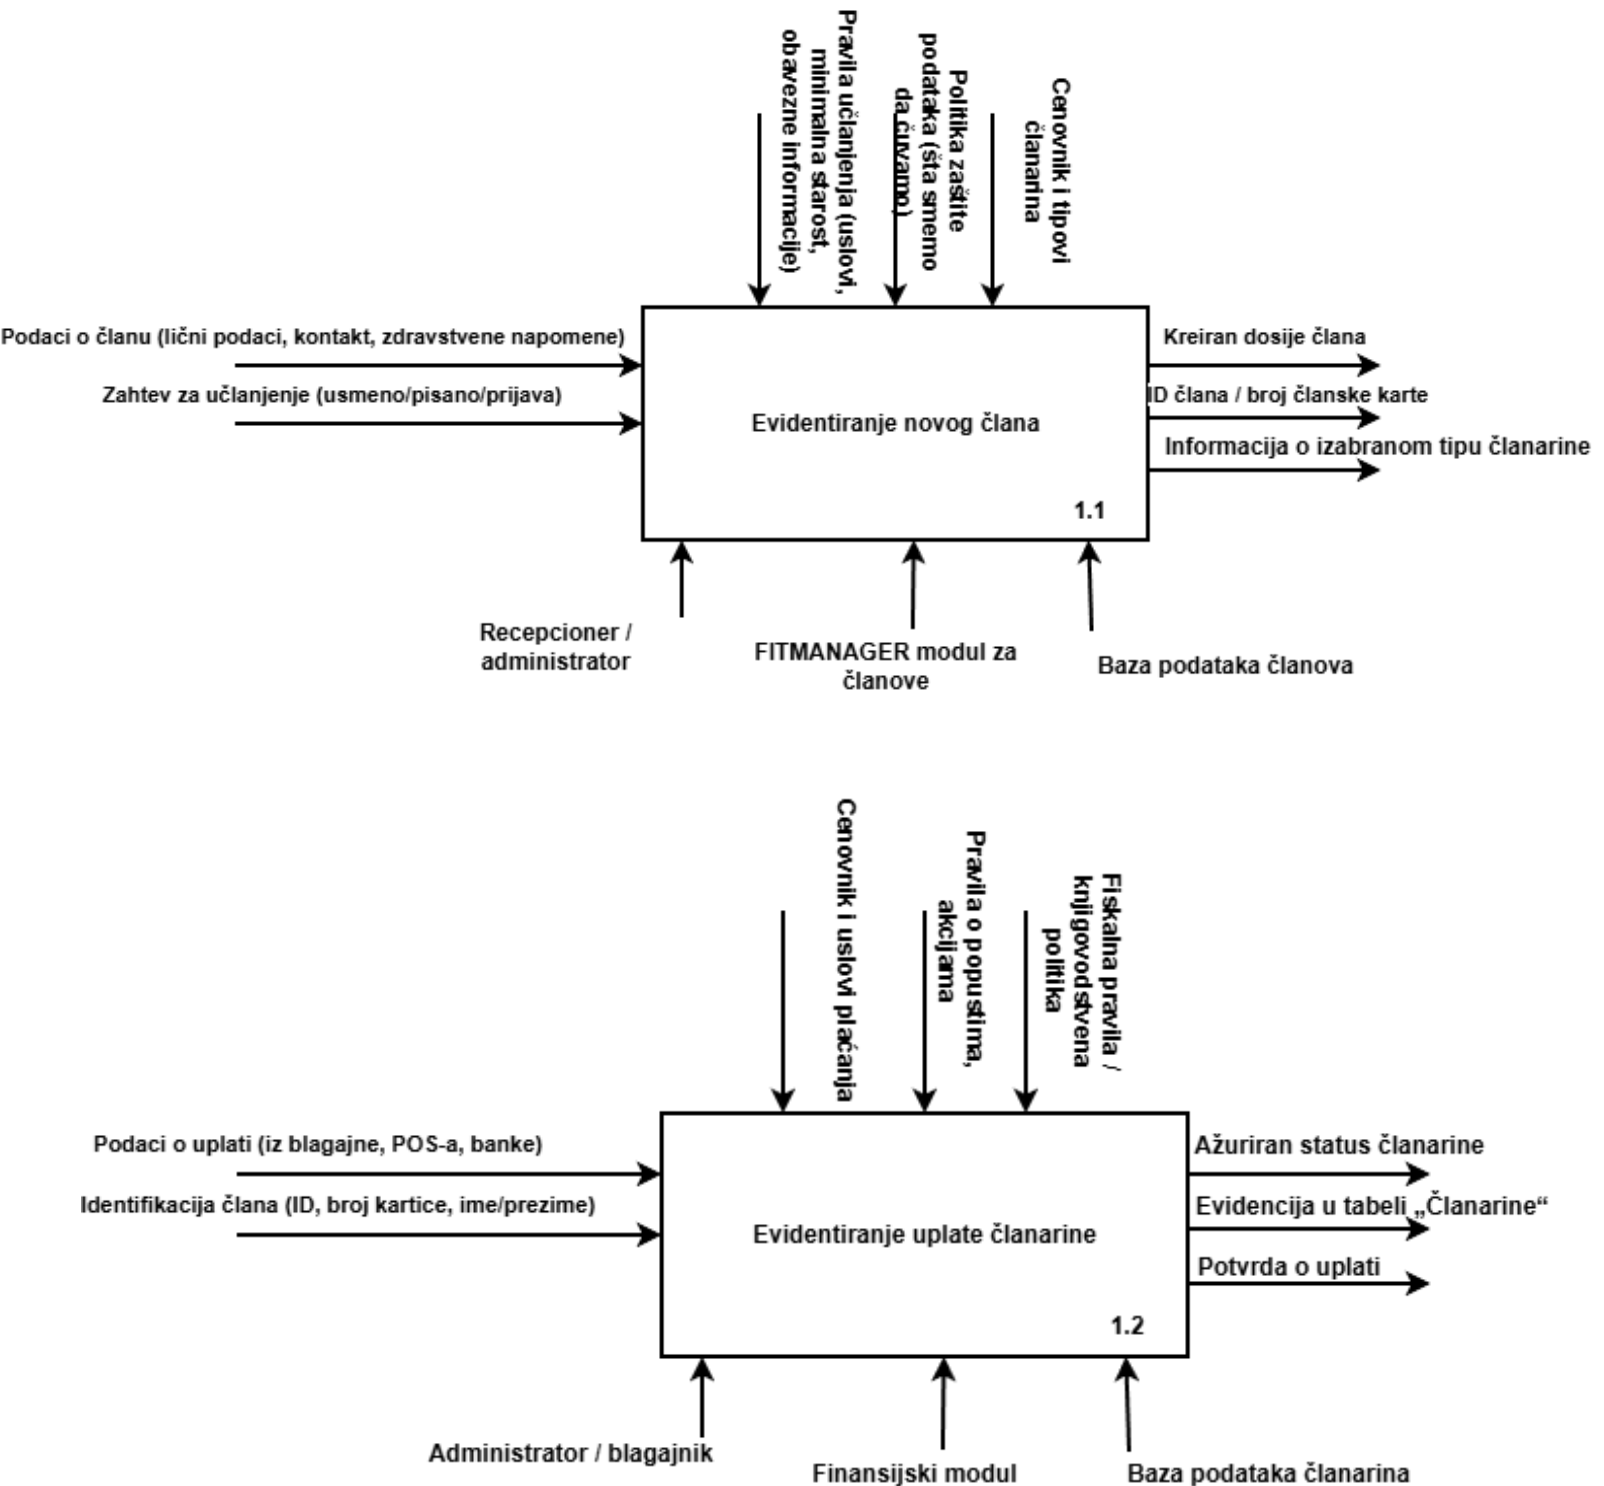 Pravila učlanjenja (uslovi,
minimalna starost,
obavezne informacije)
Politika zaštite
podataka (šta smemo
da čuvamo)
Cenovnik i tipovi
članarina
Podaci o članu (lični podaci, kontakt, zdravstvene napomene)
Zahtev za učlanjenje (usmeno/pisano/prijava)
Evidentiranje novog člana
1.1
Kreiran dosije člana
ID člana / broj članske karte
Informacija o izabranom tipu članarine
Recepcioner /
administrator
FITMANAGER modul za
članove
Baza podataka članova
Cenovnik i uslovi plaćanja
Pravila o popustima,
akcijama
Fiskalna pravila /
knjigovodstvena
politika
Podaci o uplati (iz blagajne, POS-a, banke)
Identifikacija člana (ID, broj kartice, ime/prezime)
Evidentiranje uplate članarine
1.2
Ažuriran status članarine
Evidencija u tabeli „Članarine“
Potvrda o uplati
Administrator / blagajnik
Finansijski modul
Baza podataka članarina